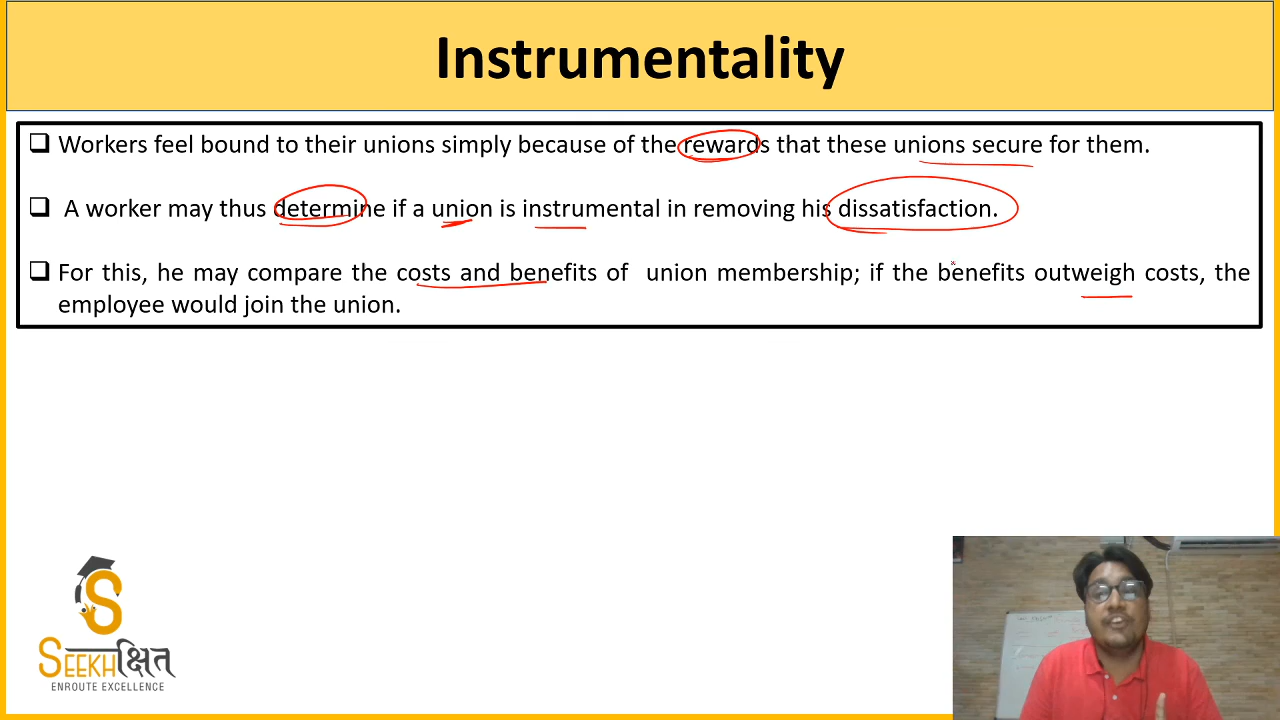 Instrumentality
❑ Workers feel bound to their unions simply because of the rewards that these unions secure for them.
❑ A worker may thus determine if a union is instrumental in removing his dissatisfaction.
❑ For this, he may compare the costs and benefits of union membership; if the benefits outweigh costs, the
employee would join the union.
SEEKHक्षित
ENROUTE EXCELLENCE